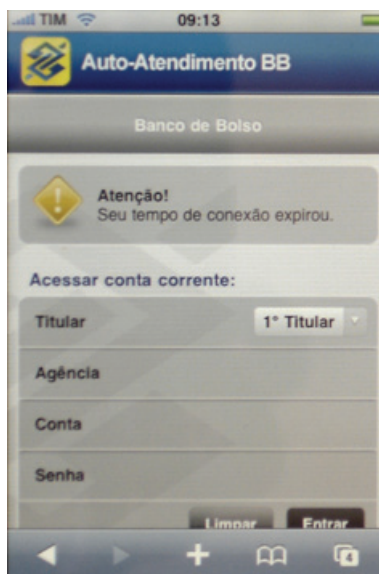 TIM 09:13
Auto-Atendimento BB
Banco de Bolso
Atenção!
Seu tempo de conexão expirou.
Acessar conta corrente:
Titular 1° Titular
Agência
Conta
Senha
Limpar Entrar
4